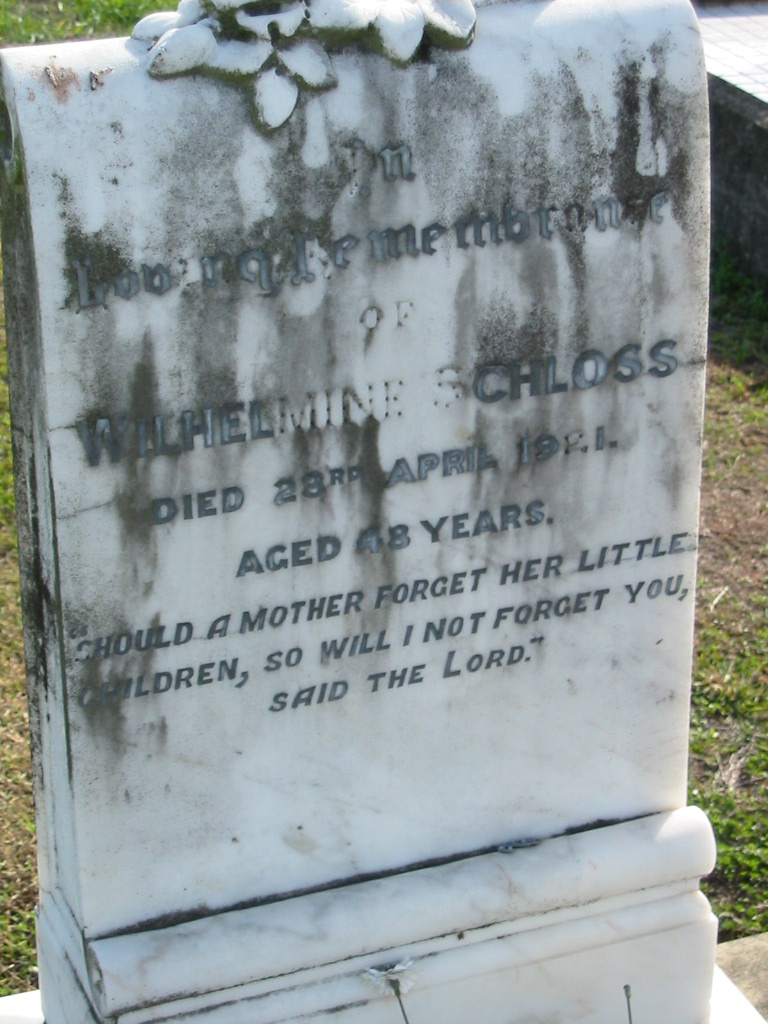 In
Loving Remembrance
OF
WILHELMINE SCHLOSS
DIED 23RD APRIL 1921.
AGED 48 YEARS.
"SHOULD A MOTHER FORGET HER LITTLE
CHILDREN, SO WILL I NOT FORGET YOU,
SAID THE LORD."